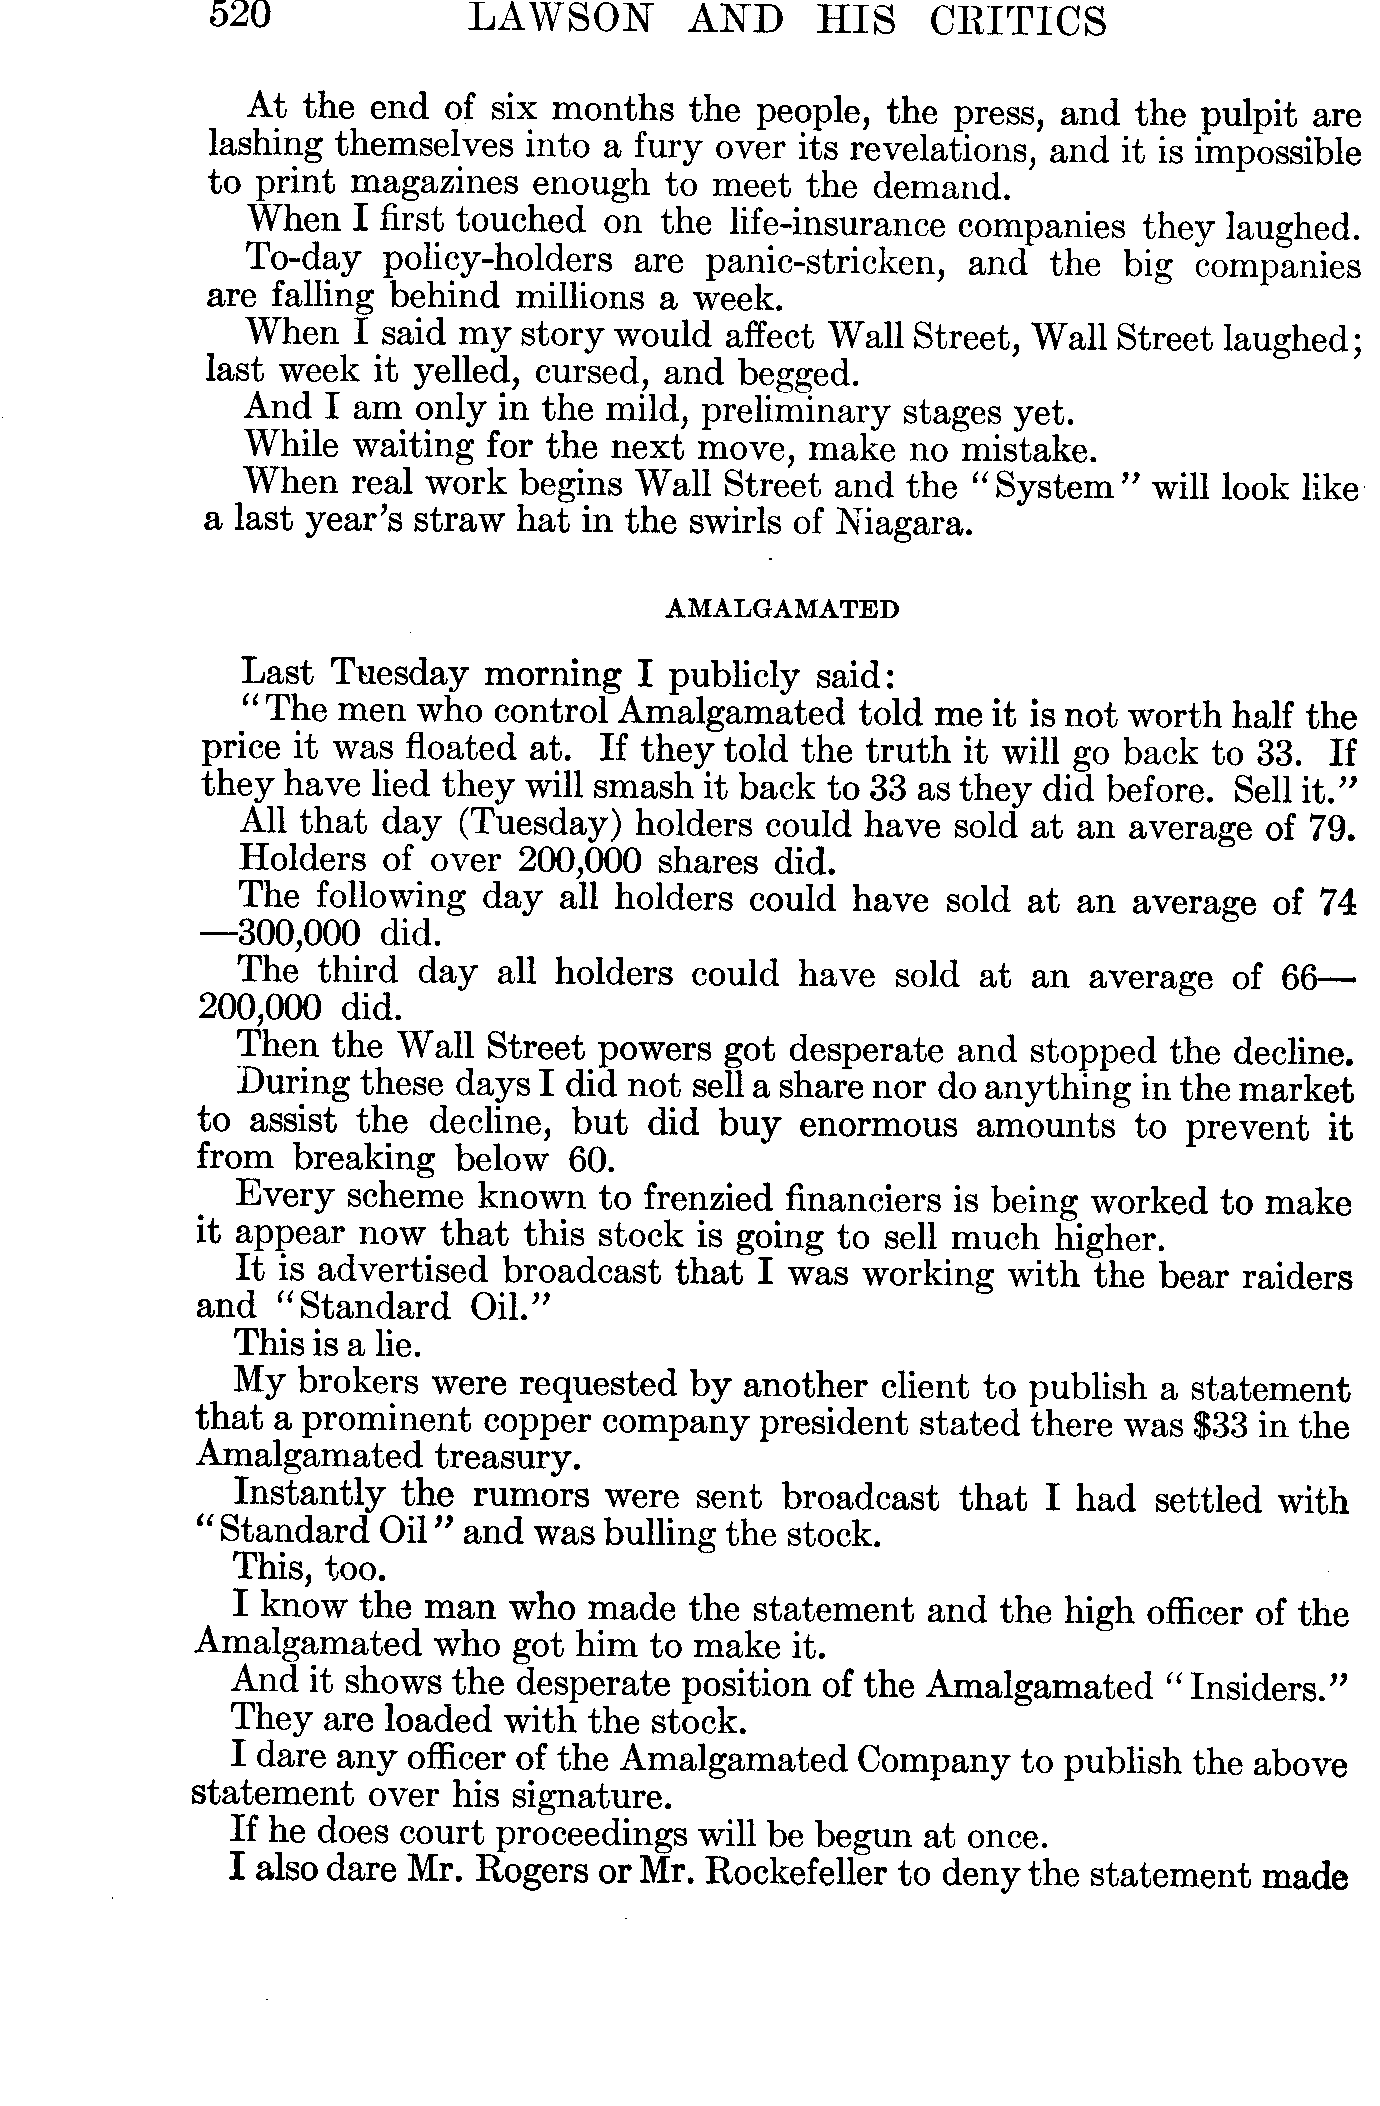 520 LAWSON AND HIS CRITICS
At the end of six months the people, the press, and the pulpit are
lashing themselves into a fury over its revelations, and it is impossible
to print magazines enough to meet the demand.
When I first touched on the life-insurance companies they laughed.
To-day policy-holders are panic-stricken, and the big companies
are falling behind millions a week.
When I said my story would affect Wall Street, Wall Street laughed;
last week it yelled, cursed, and begged.
And I am only in the mild, preliminary stages yet.
While waiting for the next move, make no mistake.
When real work begins Wall Street and the "System" will look like
a last year's straw hat in the swirls of Niagara.
AMALGAMATED
Last Tuesday morning I publicly said:
"The men who control Amalgamated told me it is not worth half the
price it was floated at. If they told the truth it will go back to 33. If
they have lied they will smash it back to 33 as they did before. Sell it."
All that day (Tuesday) holders could have sold at an average of 79.
Holders of over 200,000 shares did.
The following day all holders could have sold at an average of 74
—300,000 did.
The third day all holders could have sold at an average of 66—
200,000 did.
Then the Wall Street powers got desperate and stopped the decline.
During these days I did not sell a share nor do anything in the market
to assist the decline, but did buy enormous amounts to prevent it
from breaking below 60.
Every scheme known to frenzied financiers is being worked to make
it appear now that this stock is going to sell much higher.
It is advertised broadcast that I was working with the bear raiders
and "Standard Oil."
This is a lie.
My brokers were requested by another client to publish a statement
that a prominent copper company president stated there was $33 in the
Amalgamated treasury.
Instantly the rumors were sent broadcast that I had settled with
"Standard Oil" and was bulling the stock.
This, too.
I know the man who made the statement and the high officer of the
Amalgamated who got him to make it.
And it shows the desperate position of the Amalgamated "Insiders."
They are loaded with the stock.
I dare any officer of the Amalgamated Company to publish the above
statement over his signature.
If he does court proceedings will be begun at once.
I also dare Mr. Rogers or Mr. Rockefeller to deny the statement made